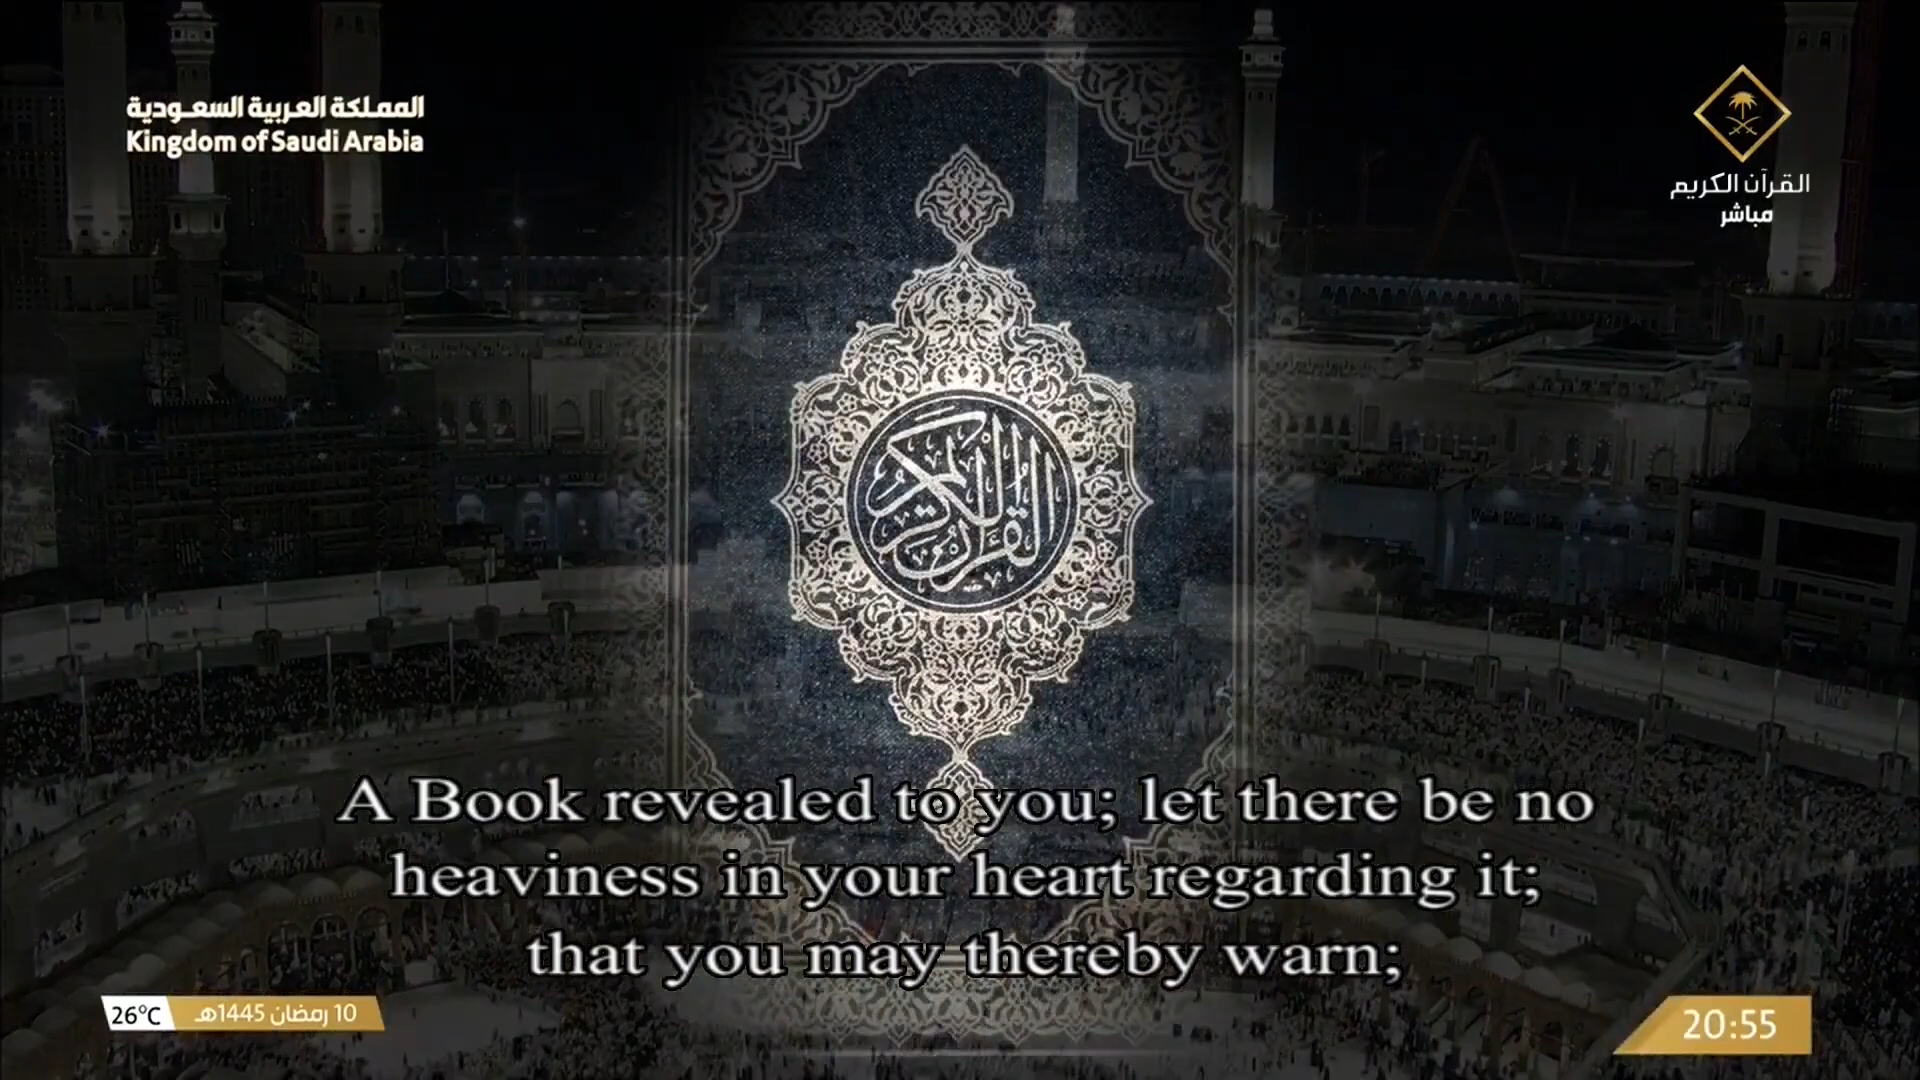 المملكة العربية السعودية
Kingdom of Saudi Arabia
القرآن الكريم
مباشر
القرآن الكريم
A Book revealed to you; let there be no
heaviness in your heart regarding it;
that you may thereby warn;
26°C
10 رمضان 1445هـ
20:55